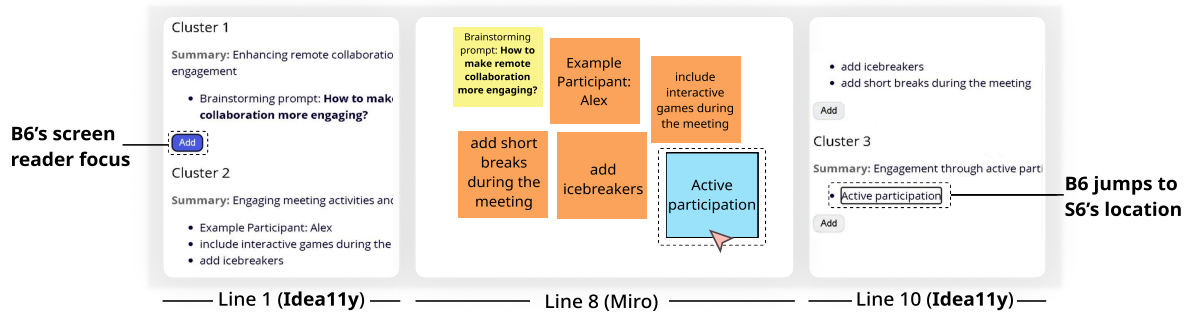 B6's screen
reader focus
Cluster 1
Summary: Enhancing remote collaboratio
engagement
Brainstorming prompt: How to mak
collaboration more engaging?
Add
Cluster 2
Summary: Engaging meeting activities and
Example Participant: Alex
include interactive games during the
add icebreakers
Line 1 (Idea11y)
Brainstorming
prompt: How to
make remote
collaboration
more engaging?
Example
Participant:
Alex
include
interactive
games during
the meeting
add short
breaks
during the
meeting
add
icebreakers
Active
participation
Line 8 (Miro)
add icebreakers
add short breaks during the meeting
Add
Cluster 3
Summary: Engagement through active parti
Active participation
Add
Line 10 (Idea11y)
B6 jumps to
S6's location